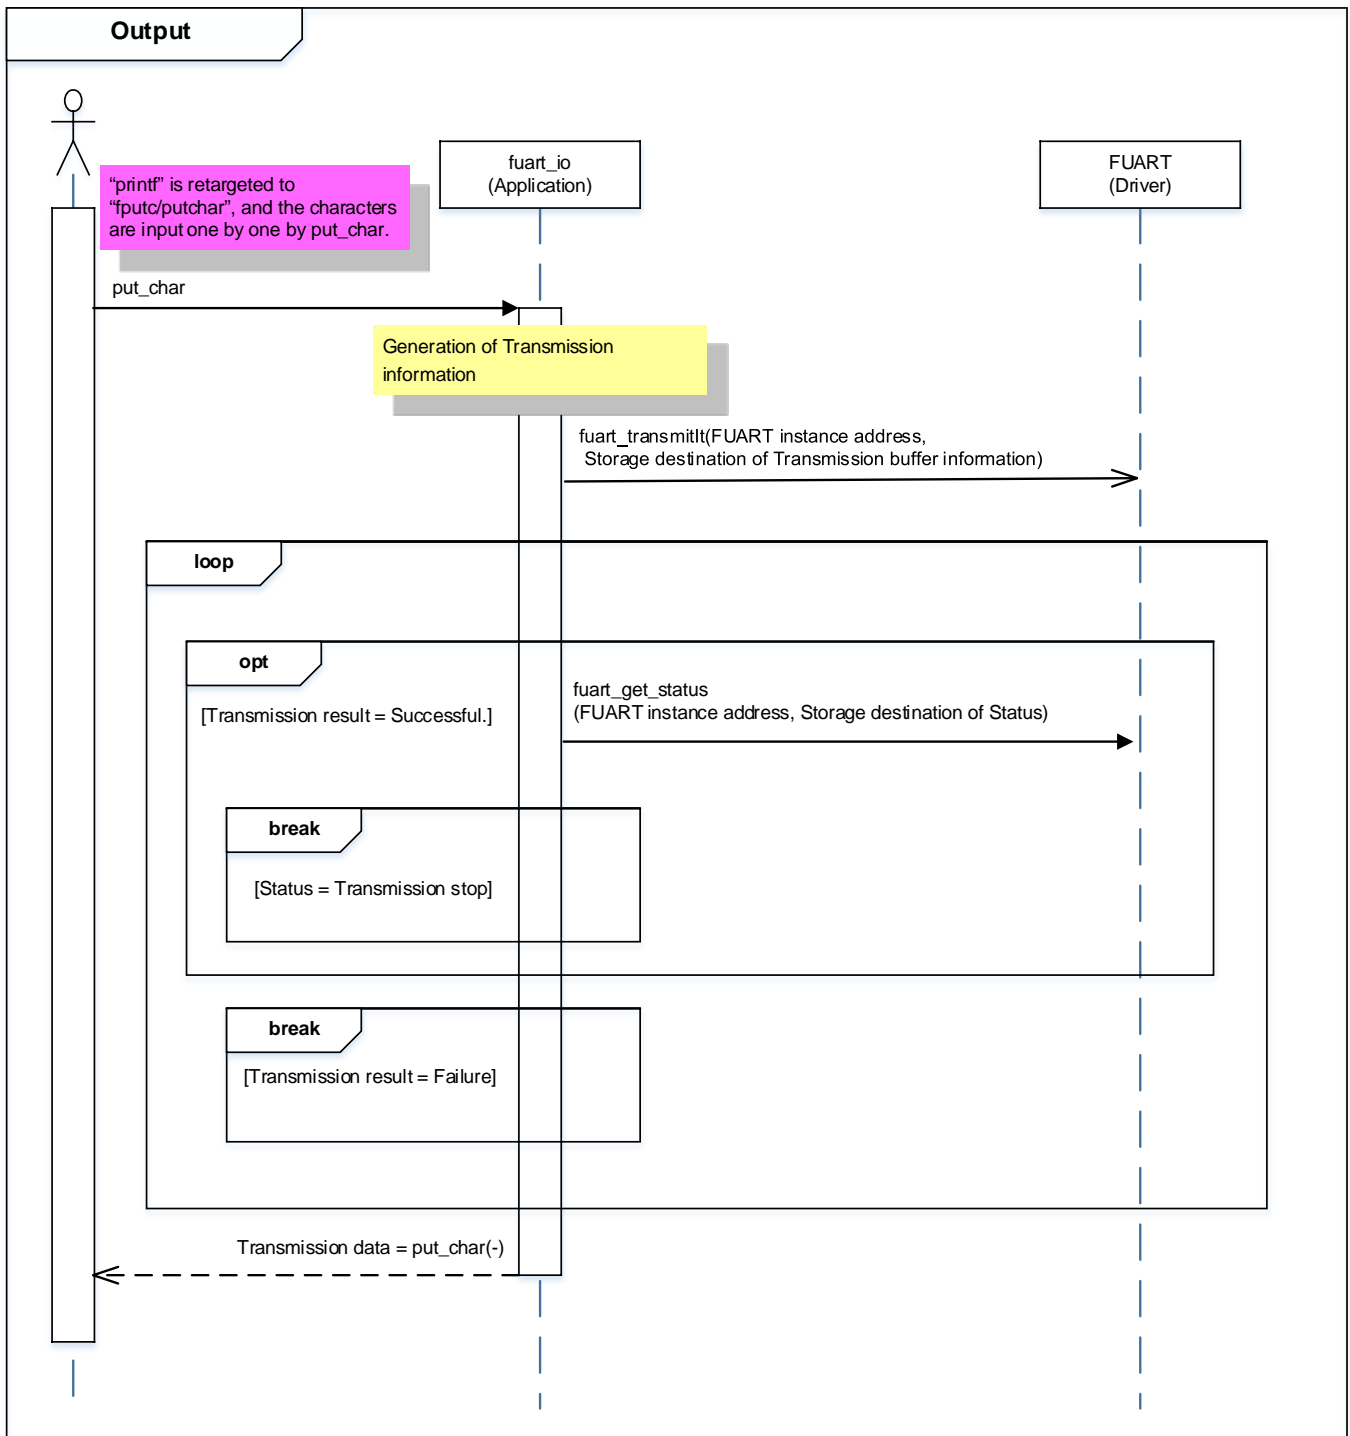 Output
fuart_io
(Application)
FUART
(Driver)
“printf” is retargeted to
“fputc/putchar”, and the characters
are input one by one by put_char.
put_char
Generation of Transmission
information
fuart_transmitIt(FUART instance address,
Storage destination of Transmission buffer information)
loop
opt
[Transmission result = Successful.]
fuart_get_status
(FUART instance address, Storage destination of Status)
break
[Status = Transmission stop]
break
[Transmission result = Failure]
Transmission data = put_char(-)